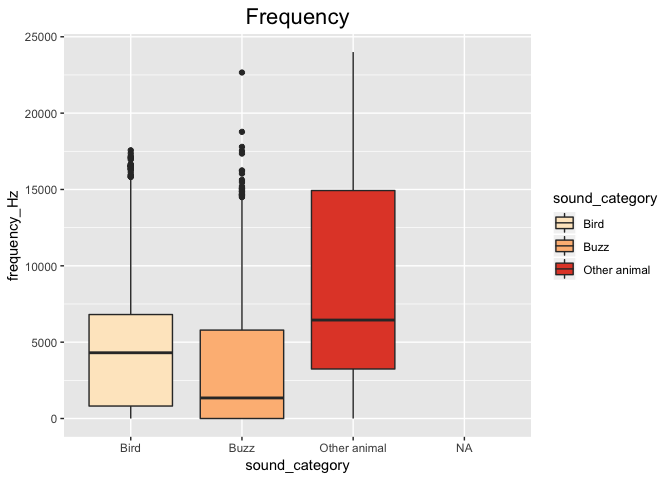 Frequency
25000
20000
15000
10000
5000
0
frequency_Hz
Bird
Buzz
Other animal
NA
sound_category
sound_category
Bird
Buzz
Other animal